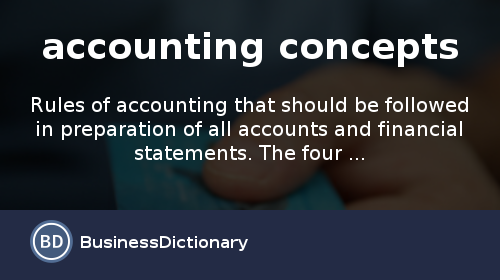 accounting concepts
Rules of accounting that should be followed
in preparation of all accounts and financial
statements. The four ...
BD BusinessDictionary